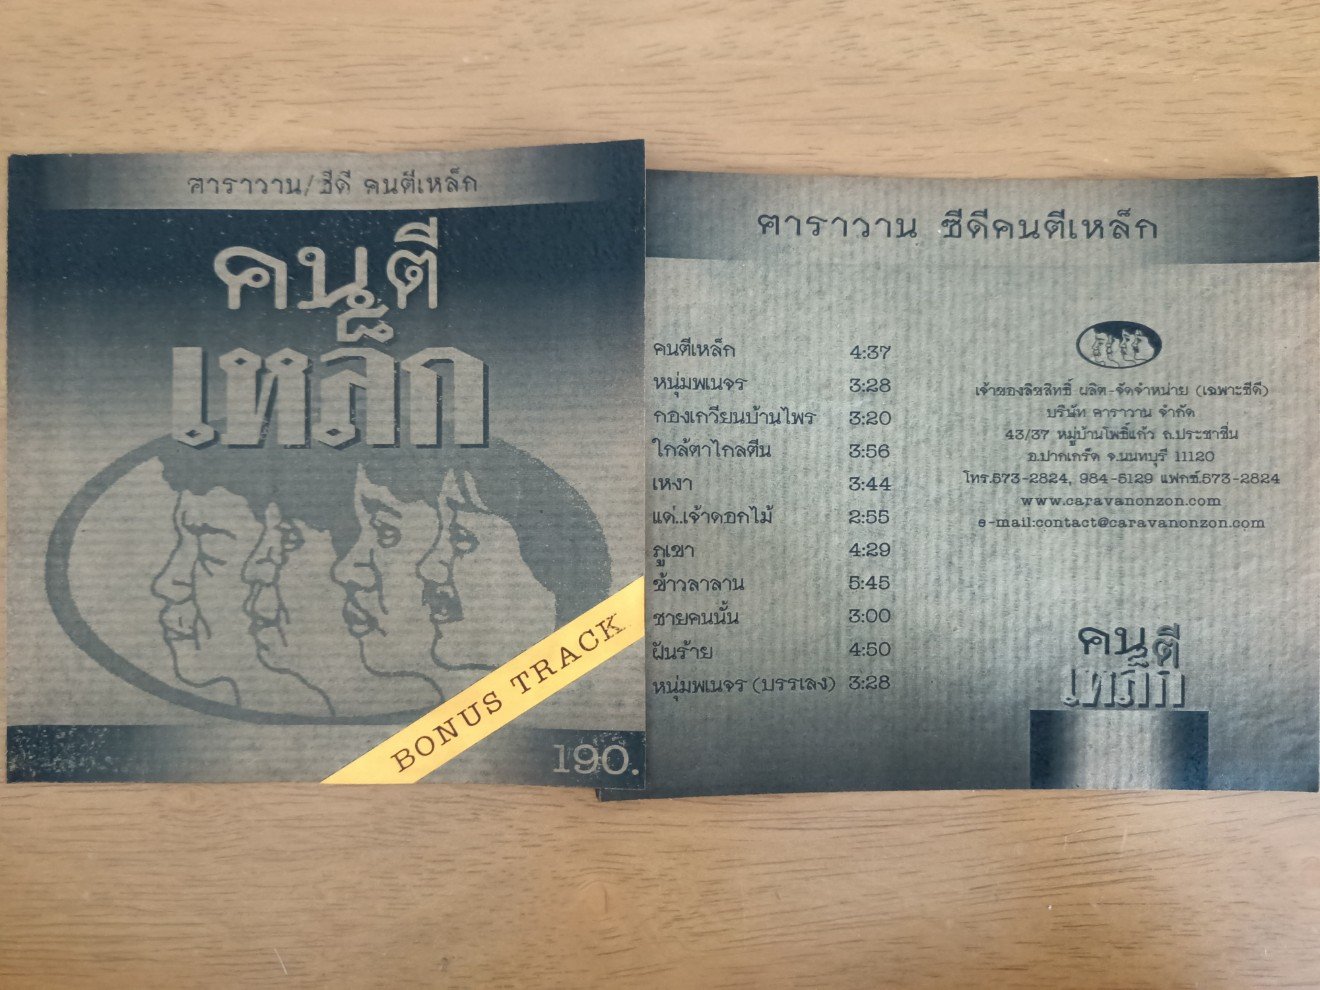 คาราวาน/ซีดี คนตีเหล็ก
คนตี
เหล็ก
BONUS TRACK
190.
คาราวาน ซีดีคนตีเหล็ก
คนตีเหล็ก 4:37
หนุ่มพเนจร 3:28
กองเกวียนบ้านไพร 3:20
ใกล้ตาไกลตีน 3:56
เหงา 3:44
แด่..เจ้าดอกไม้ 2:55
ภูเขา 4:29
ข้าวลาลาน 5:45
ชายคนนั้น 3:00
ฝันร้าย 4:50
หนุ่มพเนจร (บรรเลง) 3:28
เจ้าของลิขสิทธิ์ ผลิต-จัดจำหน่าย (เฉพาะซีดี)
บริษัท คาราวาน จำกัด
43/37 หมู่บ้านโพธิ์แก้ว ถ.ประชาชื่น
อ.ปากเกร็ด จ.นนทบุรี 11120
โทร.573-2824, 984-5129 แฟกซ์.573-2824
www.caravanonzon.com
e-mail:contact@caravanonzon.com
คนตี
เหล็ก